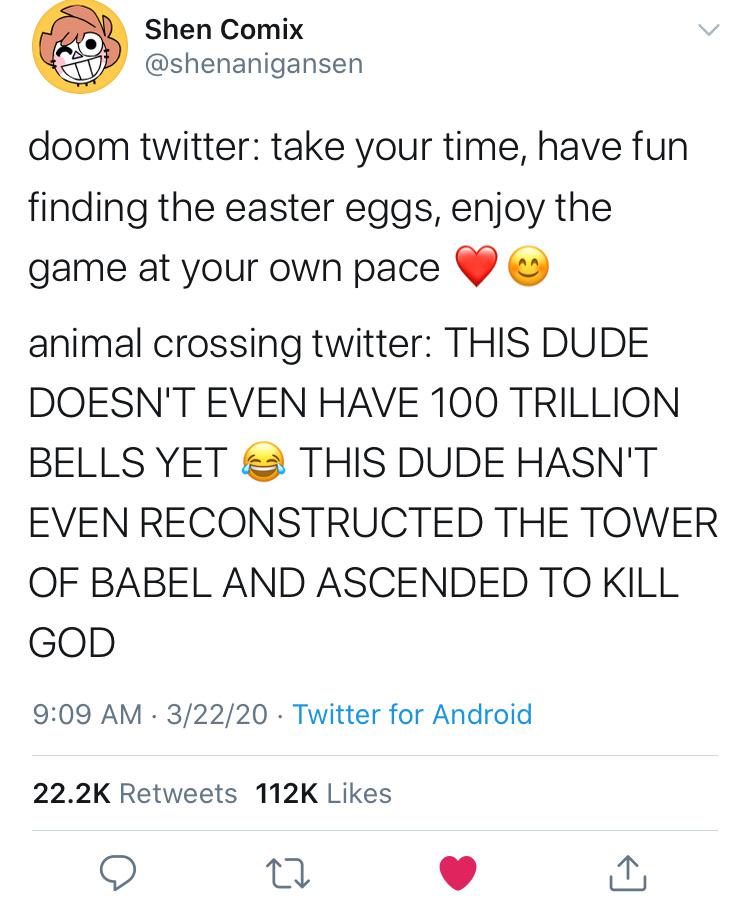 Shen Comix
@shenanigansen
doom twitter: take your time, have fun
finding the easter eggs, enjoy the
game at your own pace ❤️😊
animal crossing twitter: THIS DUDE
DOESN'T EVEN HAVE 100 TRILLION
BELLS YET 😂 THIS DUDE HASN'T
EVEN RECONSTRUCTED THE TOWER
OF BABEL AND ASCENDED TO KILL
GOD
9:09 AM · 3/22/20 · Twitter for Android
22.2K Retweets 112K Likes